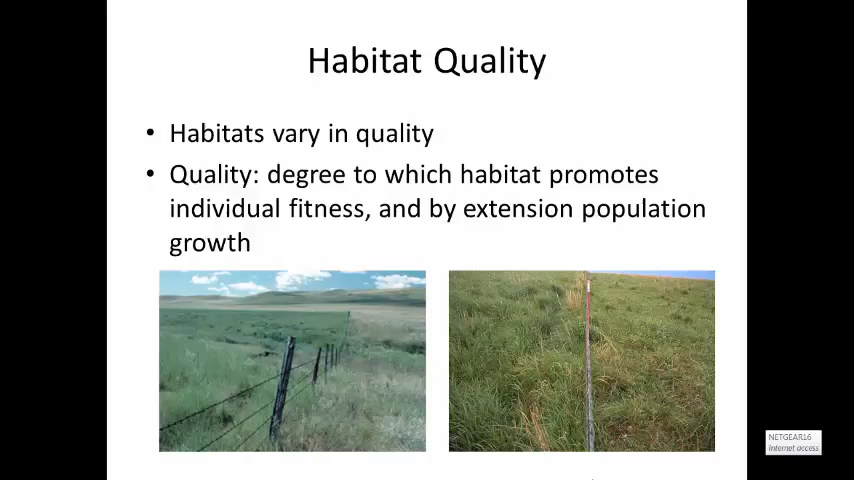 Habitat Quality
• Habitats vary in quality
• Quality: degree to which habitat promotes
individual fitness, and by extension population
growth
NETGEAR16
Internet access